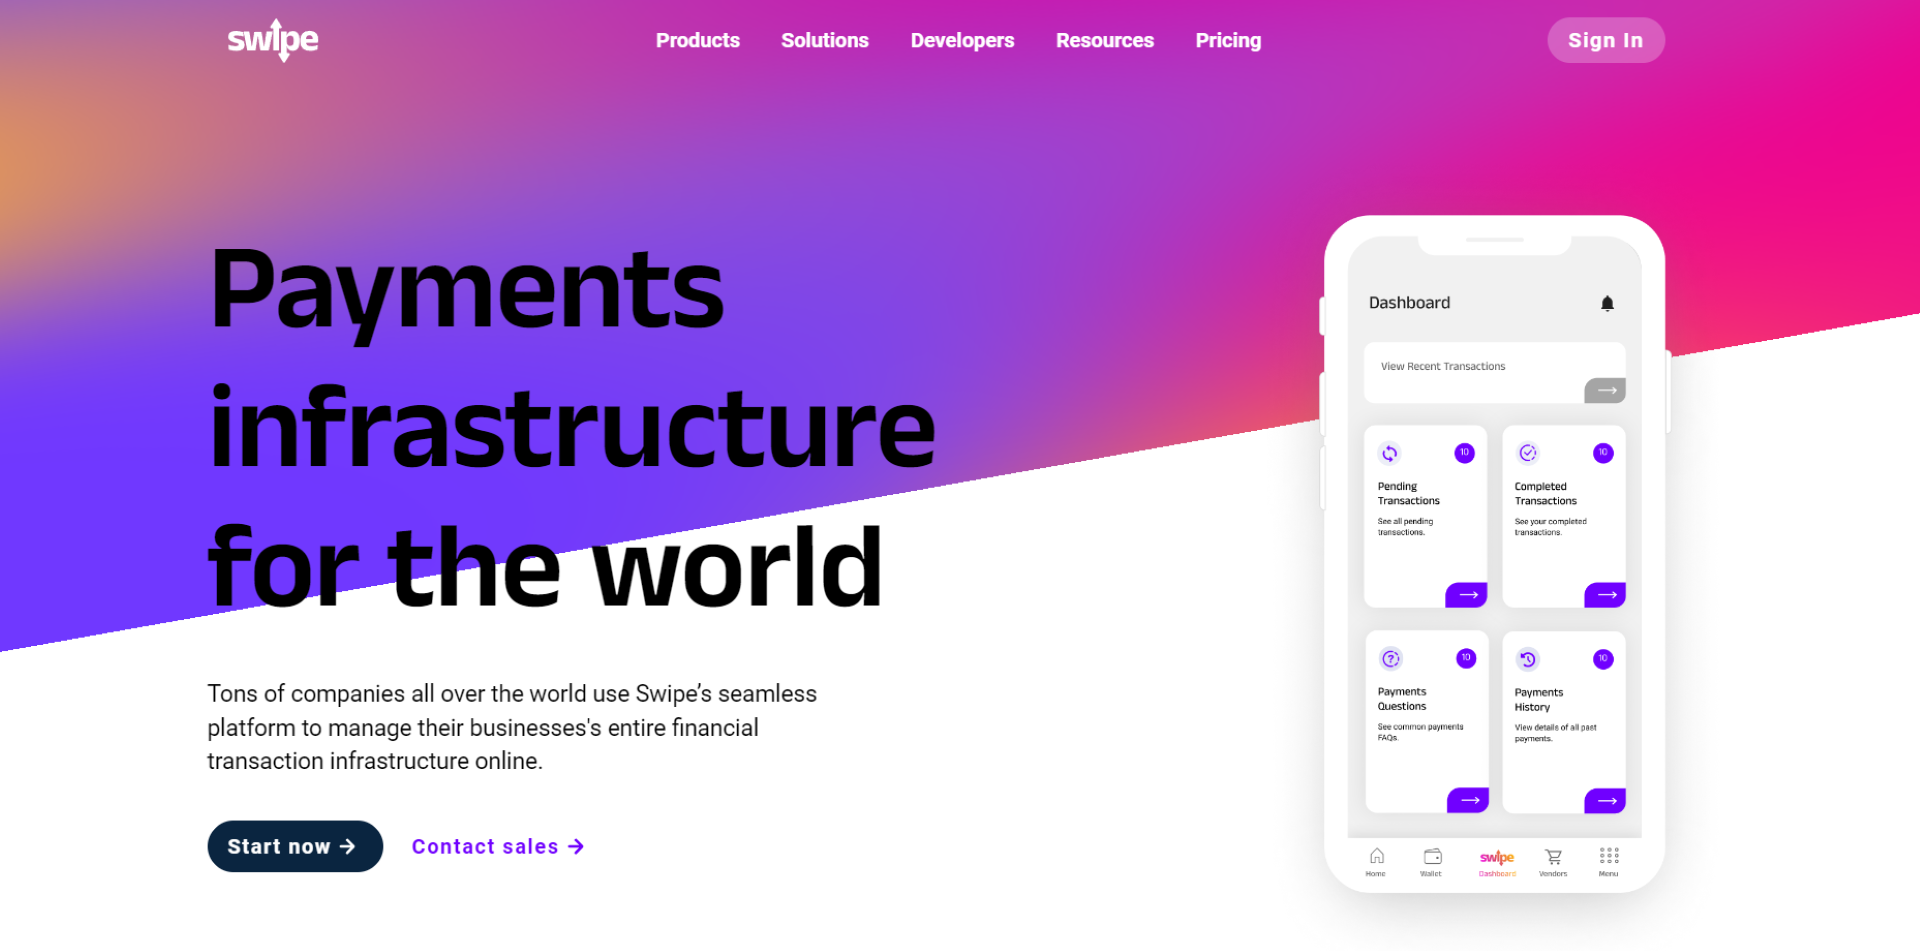 swipe
Products Solutions Developers Resources Pricing
Sign In
Payments
infrastructure
for the world
Tons of companies all over the world use Swipe’s seamless
platform to manage their businesses's entire financial
transaction infrastructure online.
Start now →
Contact sales →
Dashboard
View Recent Transactions
10
Pending
Transactions
See all pending
transactions.
10
Completed
Transactions
See your completed
transactions.
10
Payments
Questions
See common payments
FAQs.
10
Payments
History
View details of all past
payments.
Home
Wallet
swipe
Dashboard
Vendors
Menu